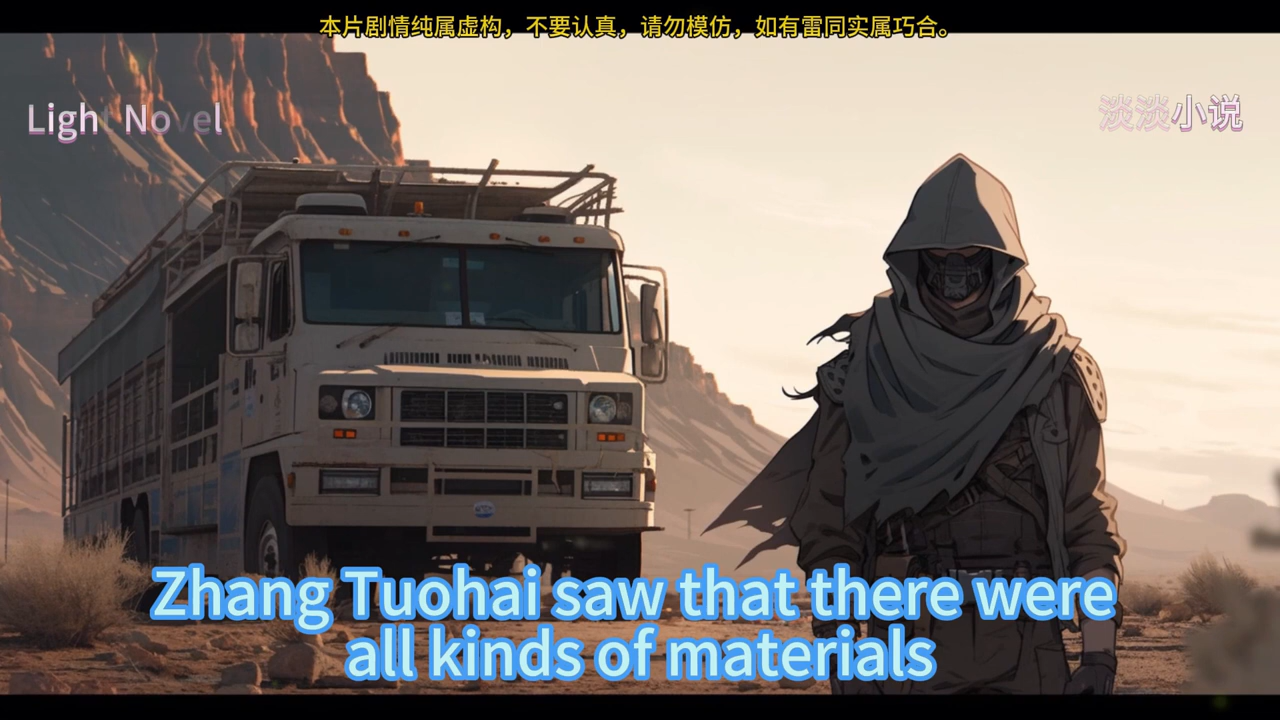 本片剧情纯属虚构，不要认真，请勿模仿，如有雷同实属巧合。
Light Novel
淡淡小说
Zhang Tuohai saw that there were
all kinds of materials